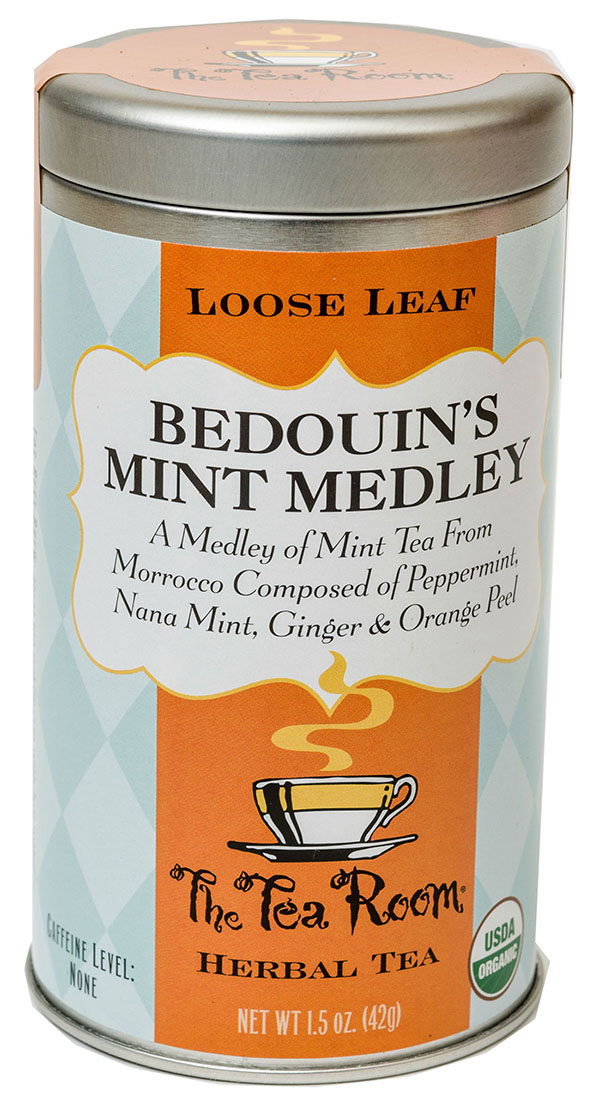 The Tea Room
LOOSE LEAF
BEDOUIN'S
MINT MEDLEY
A Medley of Mint Tea From
Morrocco Composed of Peppermint,
Nana Mint, Ginger & Orange Peel
The Tea Room®
HERBAL TEA
CAFFEINE LEVEL:
NONE
USDA
ORGANIC
NET WT 1.5 oz. (42g)